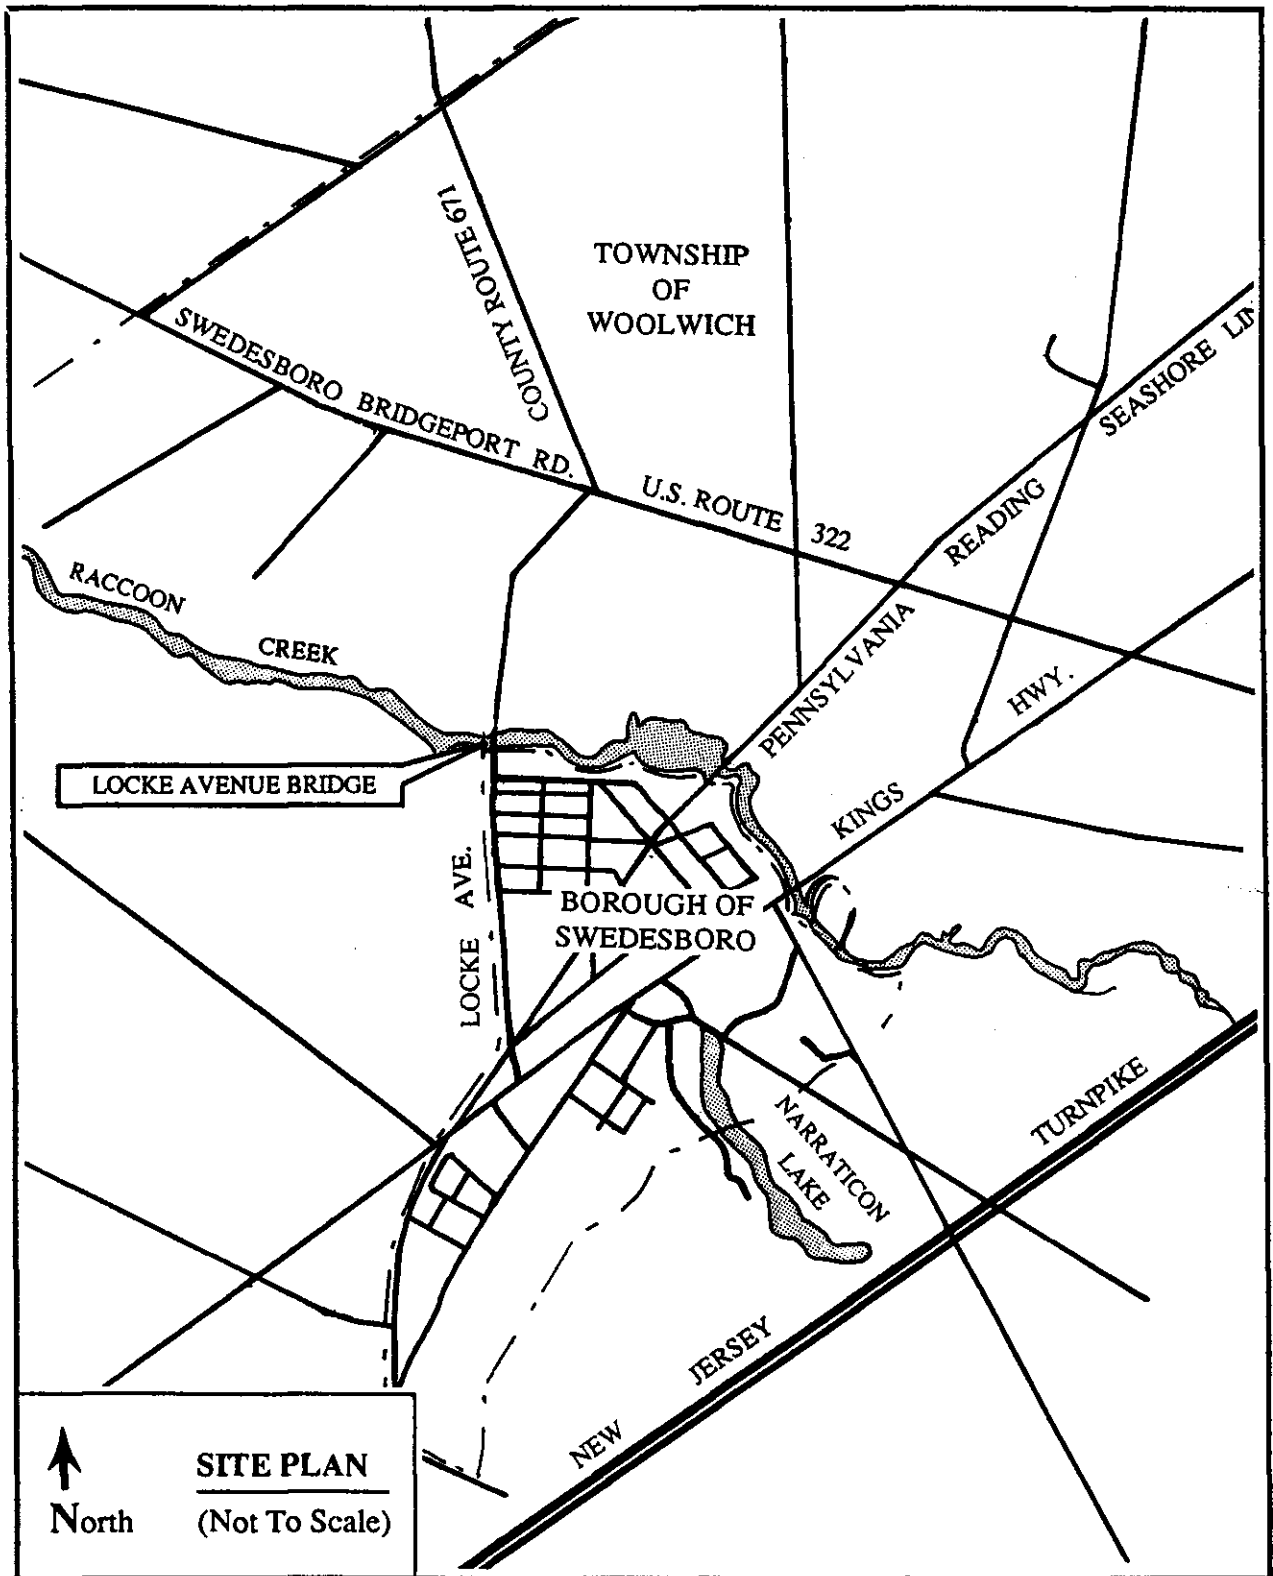 COUNTY ROUTE 671
TOWNSHIP
OF
WOOLWICH
SWEDESBORO BRIDGEPORT RD.
U.S. ROUTE 322
PENNSYLVANIA READING SEASHORE LIN
RACCOON CREEK
HWY.
KINGS
LOCKE AVENUE BRIDGE
LOCKE AVE.
BOROUGH OF
SWEDESBORO
NARRATICON
LAKE
NEW JERSEY TURNPIKE
North
SITE PLAN
(Not To Scale)